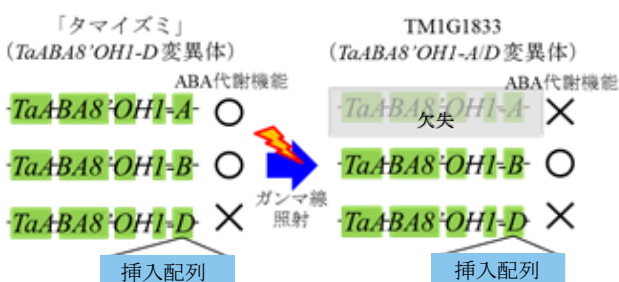 「タマイズミ」
（TaABA8'OH1-D 変異体）
ABA代謝機能
-TaABA8'OH1-A- ○
-TaABA8'OH1-B- ○
-TaABA8'OH1-D- ×
挿入配列
ガンマ線
照射
TM1G1833
（TaABA8'OH1-A/D 変異体）
ABA代謝機能
-TaABA8'OH1-A- ×
欠失
-TaABA8'OH1-B- ○
-TaABA8'OH1-D- ×
挿入配列